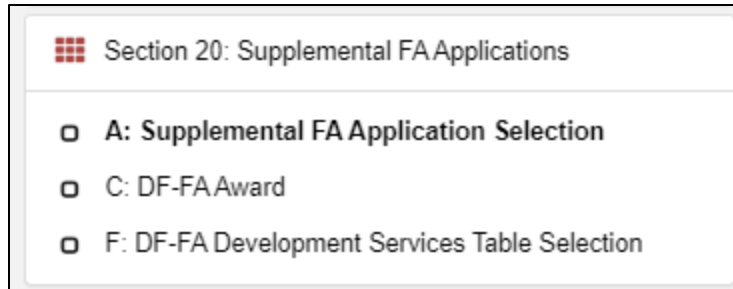 Section 20: Supplemental FA Applications
A: Supplemental FA Application Selection
C: DF-FA Award
F: DF-FA Development Services Table Selection